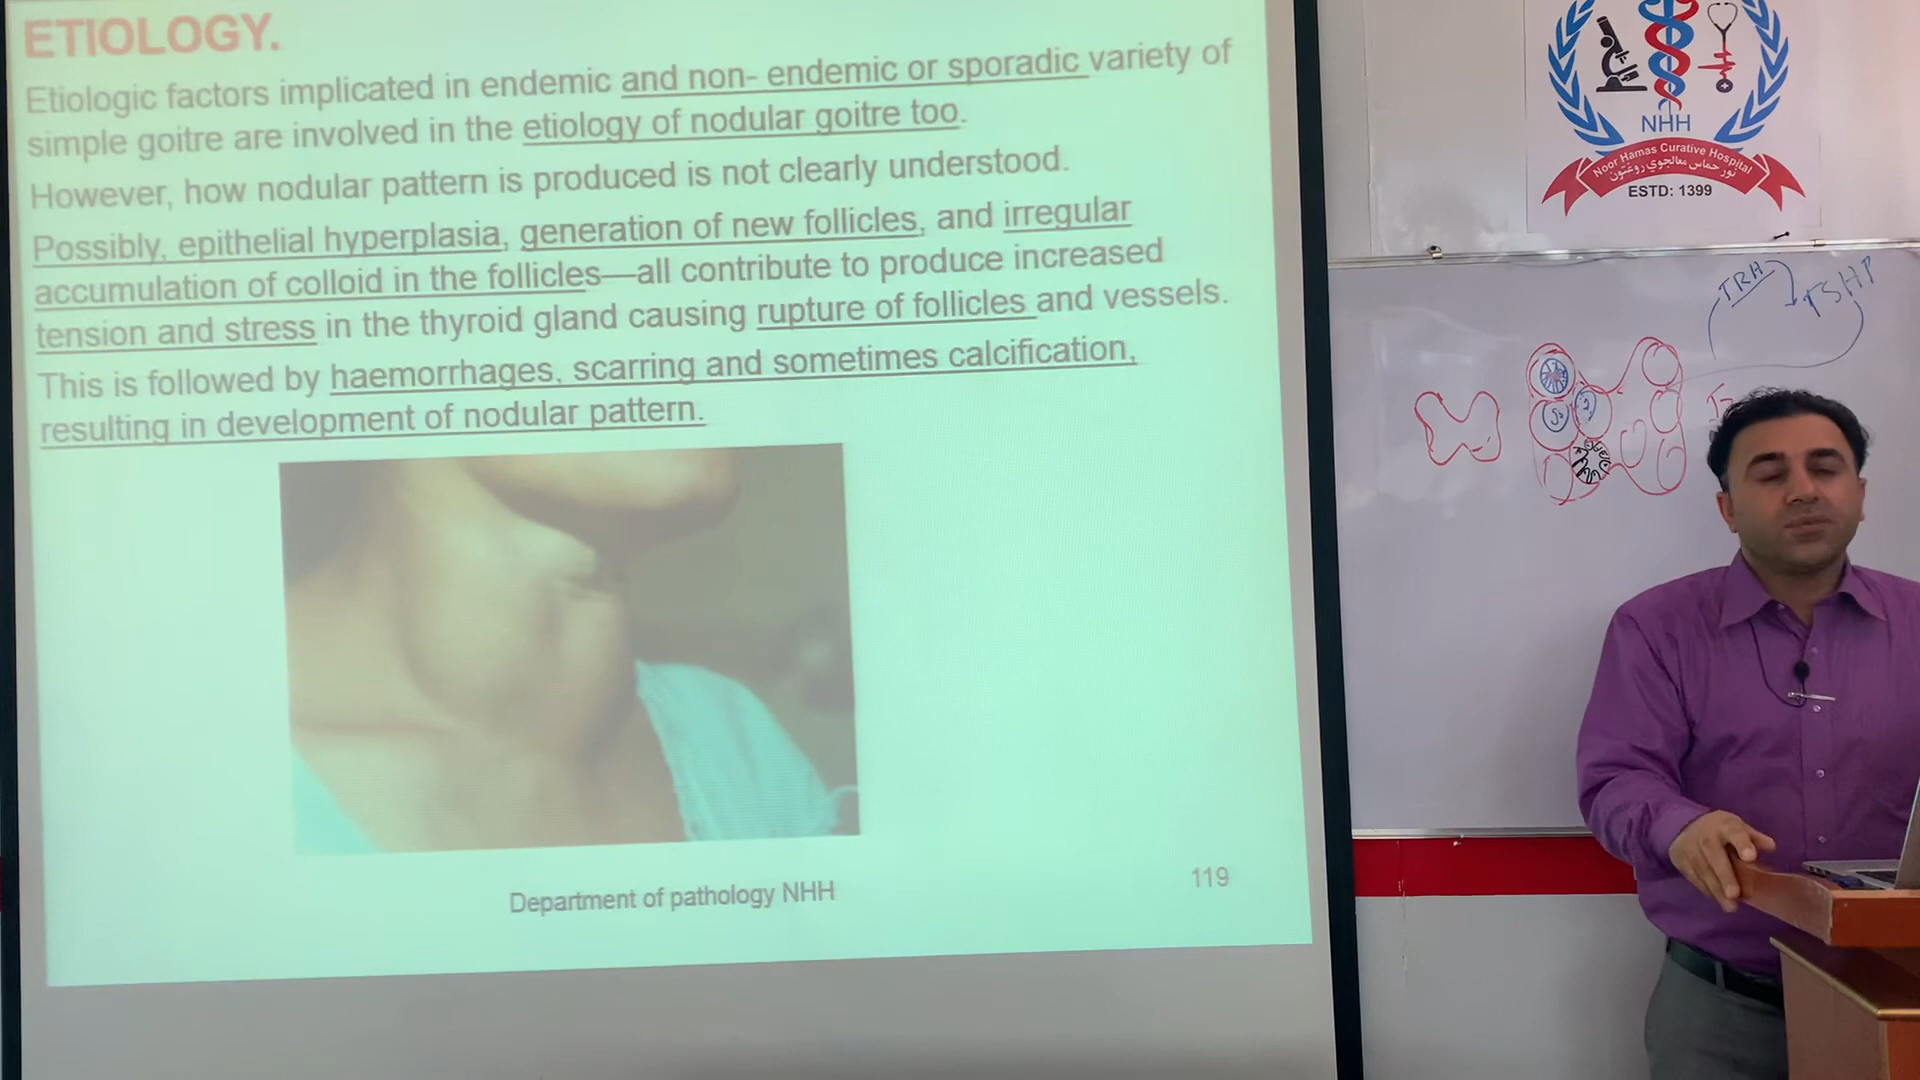 ETIOLOGY.
Etiologic factors implicated in endemic and non- endemic or sporadic variety of
simple goitre are involved in the etiology of nodular goitre too.
However, how nodular pattern is produced is not clearly understood.
Possibly, epithelial hyperplasia, generation of new follicles, and irregular
accumulation of colloid in the follicles—all contribute to produce increased
tension and stress in the thyroid gland causing rupture of follicles and vessels.
This is followed by haemorrhages, scarring and sometimes calcification,
resulting in development of nodular pattern.
Department of pathology NHH
119
NHH
Noor Hamas Curative Hospital
نور حماس معالجوي روغتون
ESTD: 1399
TRH